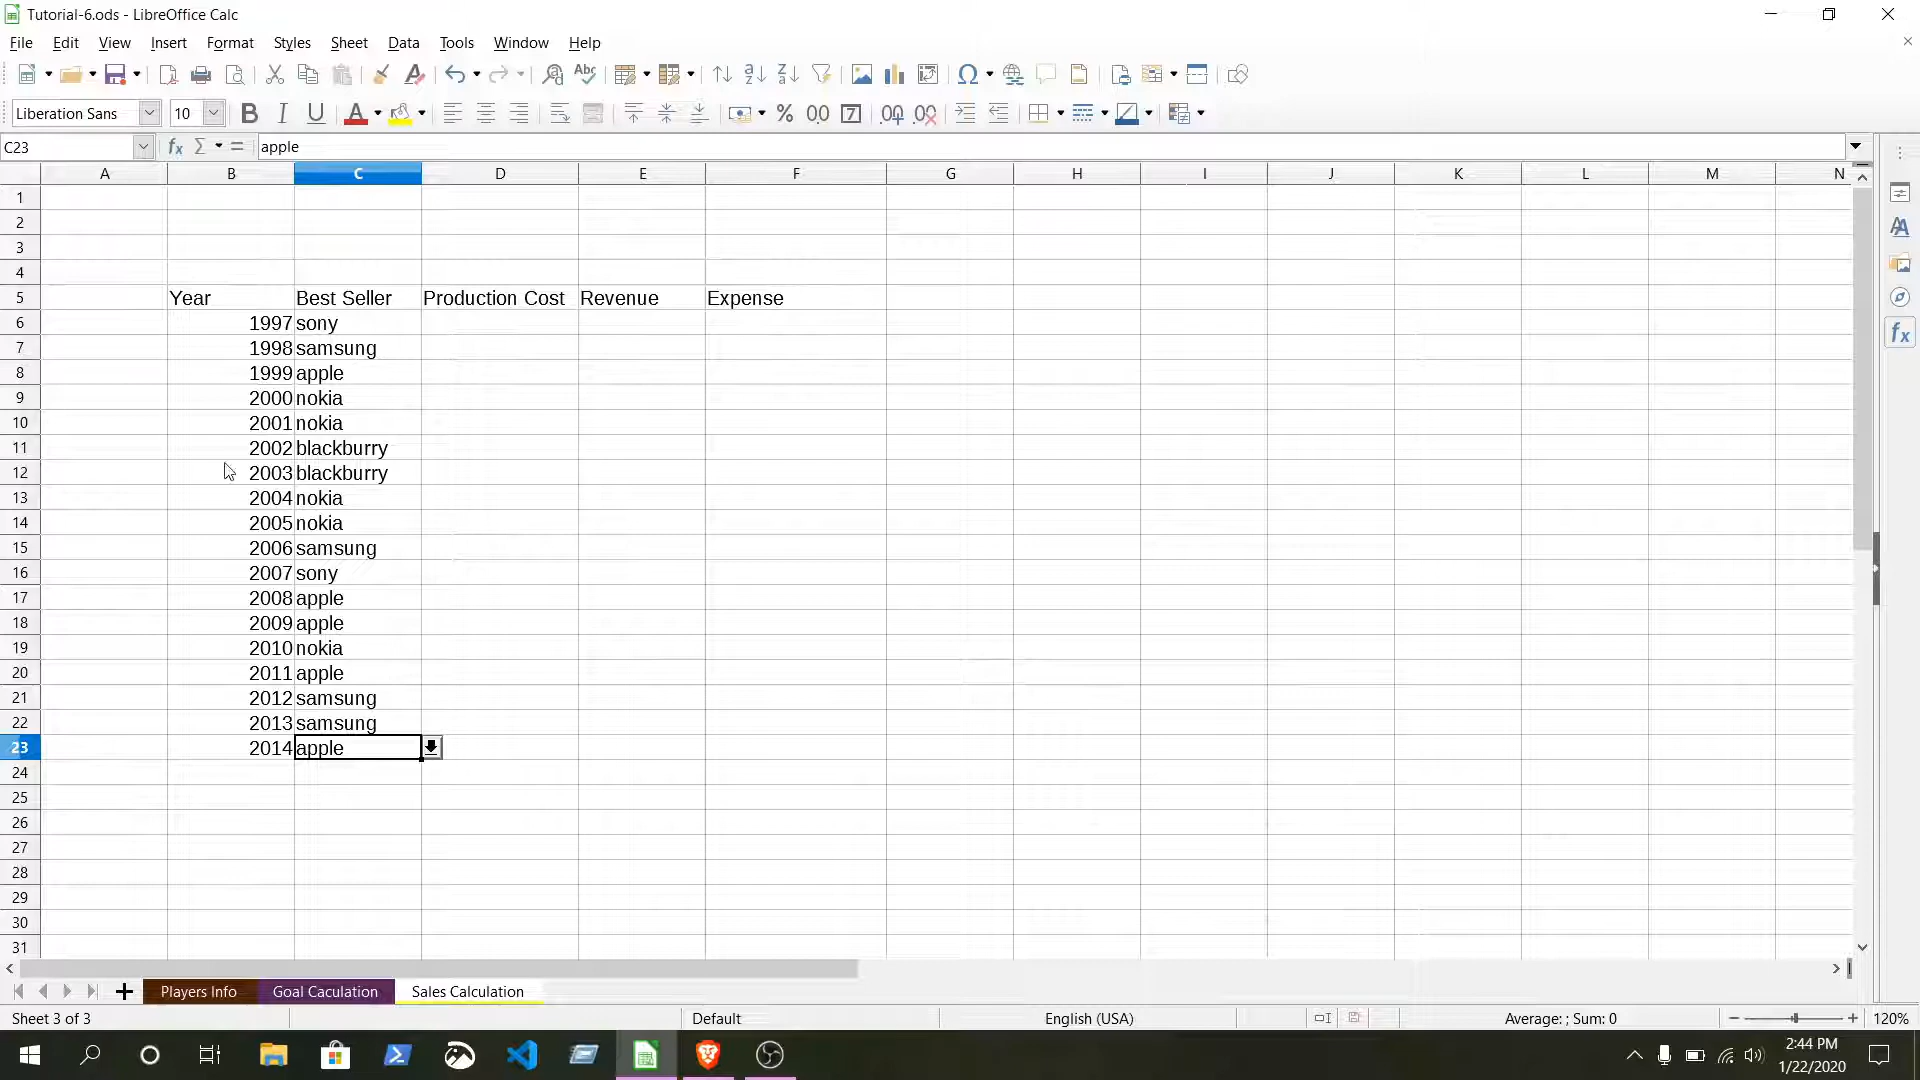 Tutorial-6.ods - LibreOffice Calc
File Edit View Insert Format Styles Sheet Data Tools Window Help
Abc
Liberation Sans 10
C23 fx Σ = apple
A B C D E F G H I J K L M N
1
2
3
4
5 Year Best Seller Production Cost Revenue Expense
6 1997 sony
7 1998 samsung
8 1999 apple
9 2000 nokia
10 2001 nokia
11 2002 blackburry
12 2003 blackburry
13 2004 nokia
14 2005 nokia
15 2006 samsung
16 2007 sony
17 2008 apple
18 2009 apple
19 2010 nokia
20 2011 apple
21 2012 samsung
22 2013 samsung
23 2014 apple
24
25
26
27
28
29
30
31
Players Info Goal Caculation Sales Calculation
Sheet 3 of 3 Default English (USA) Average: ; Sum: 0 120%
2:44 PM
1/22/2020